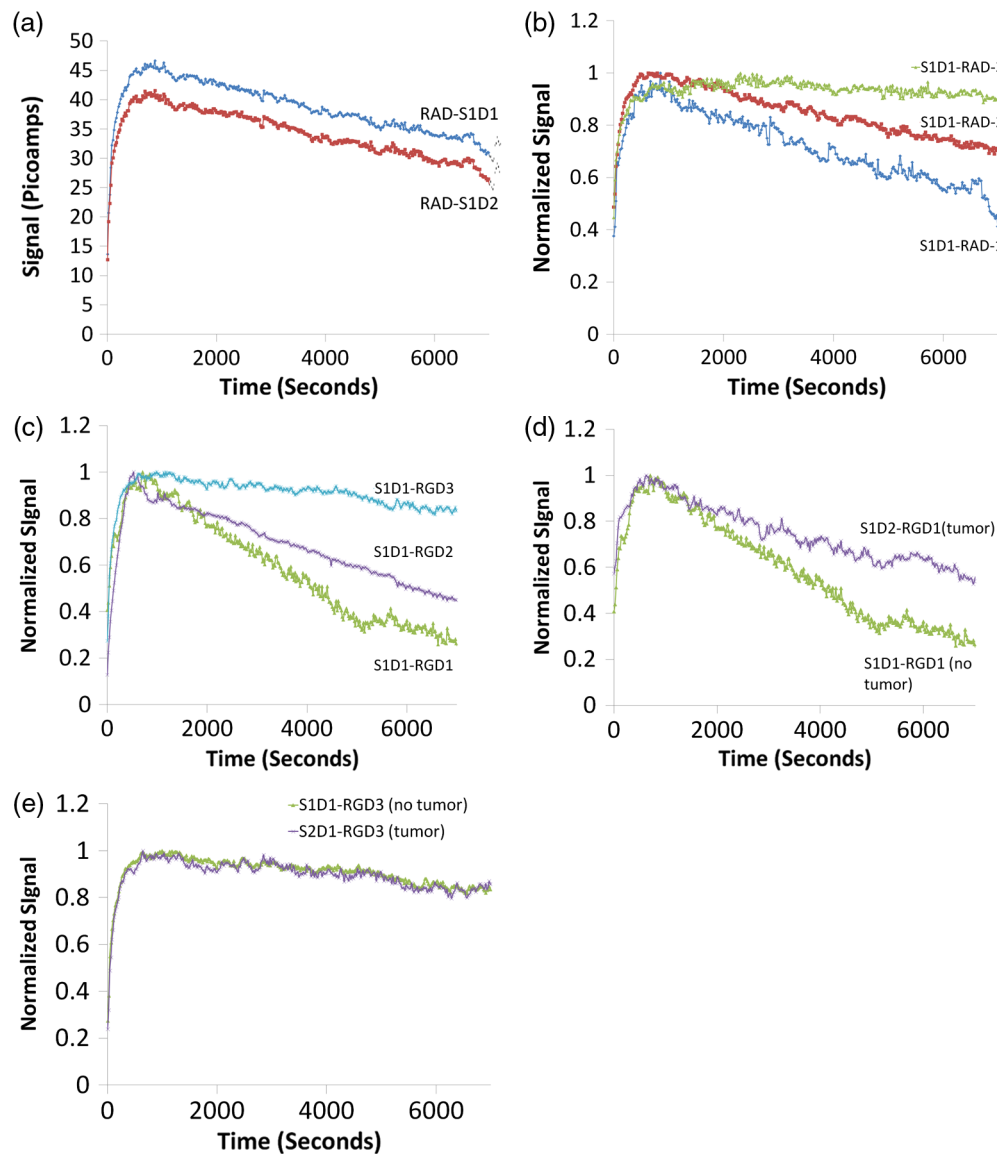 (a)
50
45
40
35
30
25
20
15
10
5
0
Signal (Picoamps)
RAD-S1D1
RAD-S1D2
0 2000 4000 6000
Time (Seconds)
(b)
1.2
1
0.8
0.6
0.4
0.2
0
Normalized Signal
S1D1-RAD-
S1D1-RAD-
S1D1-RAD-
0 2000 4000 6000
Time (Seconds)
(c)
1.2
1
0.8
0.6
0.4
0.2
0
Normalized SIgnal
S1D1-RGD3
S1D1-RGD2
S1D1-RGD1
0 2000 4000 6000
Time (Seconds)
(d)
1.2
1
0.8
0.6
0.4
0.2
0
Normalized SIgnal
S1D2-RGD1(tumor)
S1D1-RGD1 (no
tumor)
0 2000 4000 6000
Time (Seconds)
(e)
1.2
1
0.8
0.6
0.4
0.2
0
Normalized SIgnal
S1D1-RGD3 (no tumor)
S2D1-RGD3 (tumor)
0 2000 4000 6000
Time (Seconds)